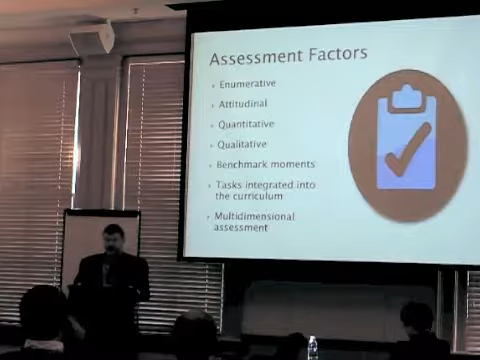 Assessment Factors
Enumerative
Attitudinal
Quantitative
Qualitative
Benchmark moments
Tasks integrated into
the curriculum
Multidimensional
assessment